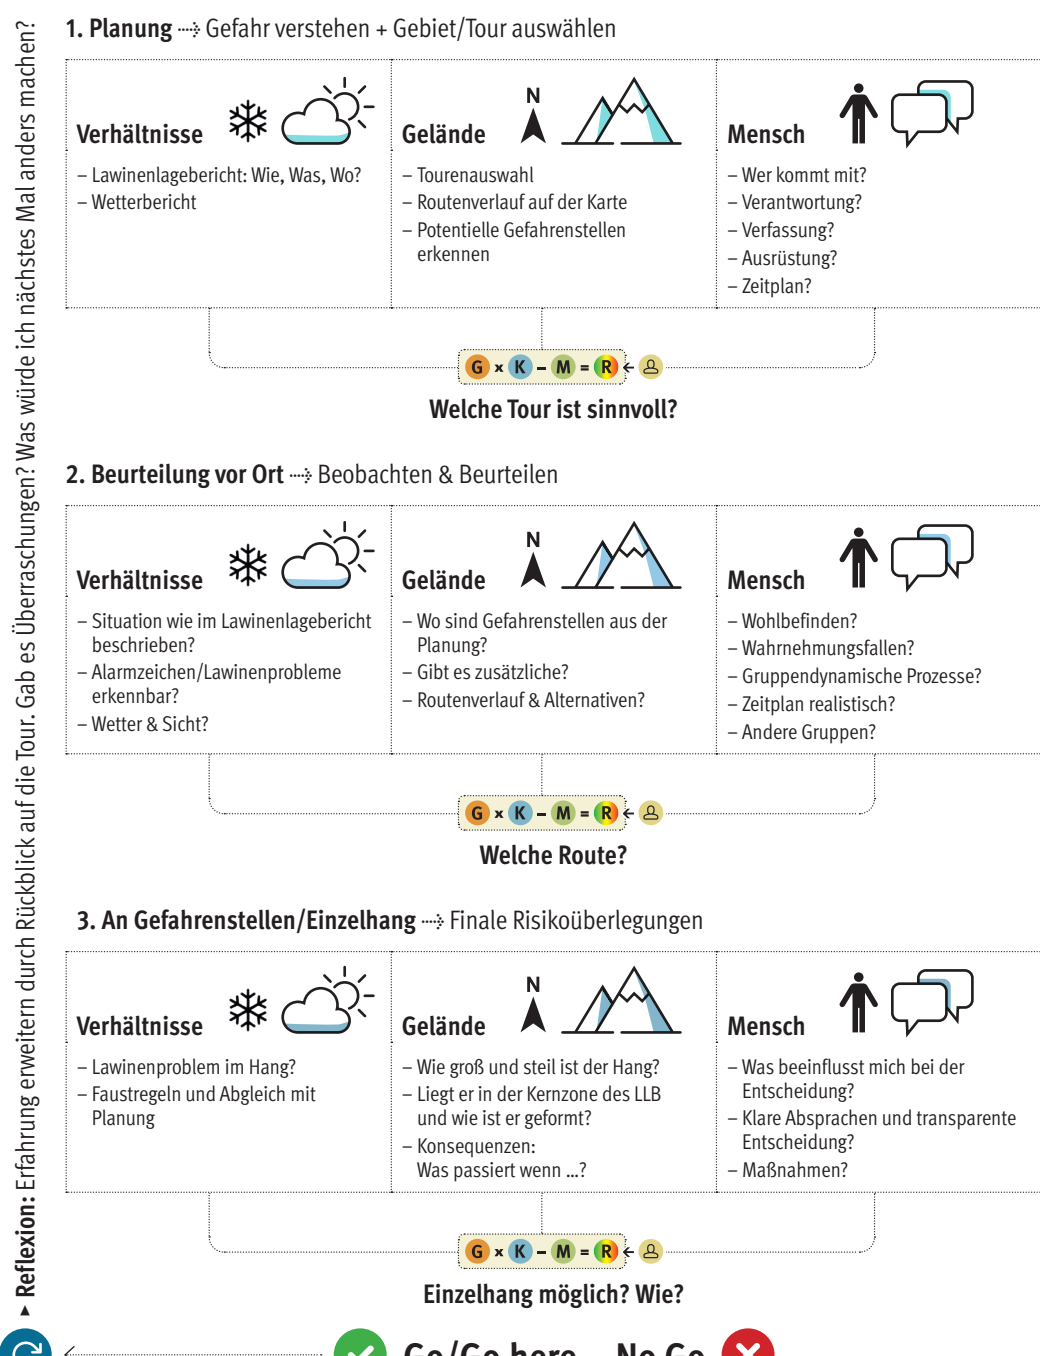 1. Planung Gefahr verstehen + Gebiet/Tour auswählen
Verhältnisse
– Lawinenlagebericht: Wie, Was, Wo?
– Wetterbericht
N
Gelände
– Tourenauswahl
– Routenverlauf auf der Karte
– Potentielle Gefahrenstellen
erkennen
Mensch
– Wer kommt mit?
– Verantwortung?
– Verfassung?
– Ausrüstung?
– Zeitplan?
G × K – M = R
Welche Tour ist sinnvoll?
2. Beurteilung vor Ort Beobachten & Beurteilen
Verhältnisse
– Situation wie im Lawinenlagebericht
beschrieben?
– Alarmzeichen/Lawinenprobleme
erkennbar?
– Wetter & Sicht?
N
Gelände
– Wo sind Gefahrenstellen aus der
Planung?
– Gibt es zusätzliche?
– Routenverlauf & Alternativen?
Mensch
– Wohlbefinden?
– Wahrnehmungsfallen?
– Gruppendynamische Prozesse?
– Zeitplan realistisch?
– Andere Gruppen?
G × K – M = R
Welche Route?
3. An Gefahrenstellen/Einzelhang Finale Risikoüberlegungen
Verhältnisse
– Lawinenproblem im Hang?
– Faustregeln und Abgleich mit
Planung
N
Gelände
– Wie groß und steil ist der Hang?
– Liegt er in der Kernzone des LLB
und wie ist er geformt?
– Konsequenzen:
Was passiert wenn ...?
Mensch
– Was beeinflusst mich bei der
Entscheidung?
– Klare Absprachen und transparente
Entscheidung?
– Maßnahmen?
G × K – M = R
Einzelhang möglich? Wie?
Go/Go here – No Go
▸ Reflexion: Erfahrung erweitern durch Rückblick auf die Tour. Gab es Überraschungen? Was würde ich nächstes Mal anders machen?